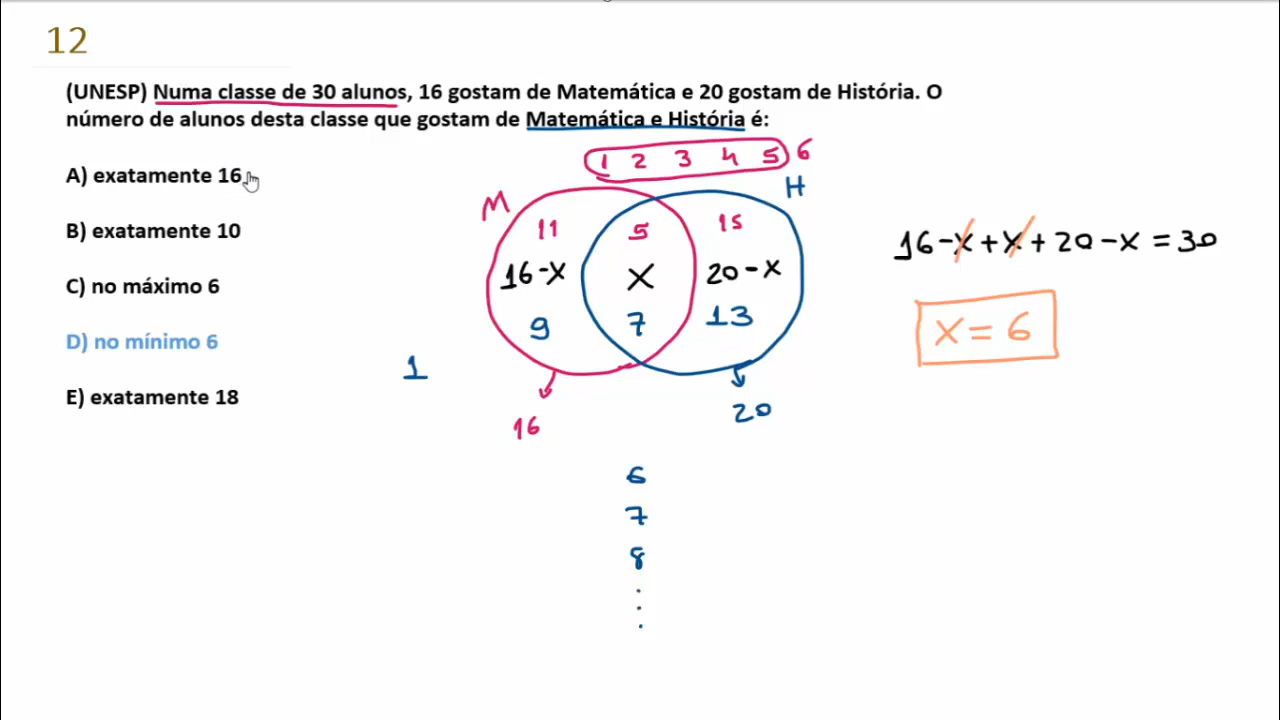 12
(UNESP) Numa classe de 30 alunos, 16 gostam de Matemática e 20 gostam de História. O
número de alunos desta classe que gostam de Matemática e História é:
A) exatamente 16
B) exatamente 10
C) no máximo 6
D) no mínimo 6
E) exatamente 18
1 2 3 4 5 6
M H
11 5 15
16-x x 20-x
9 7 13
1
16 20
6
7
8
16-x+x+20-x=30
x=6